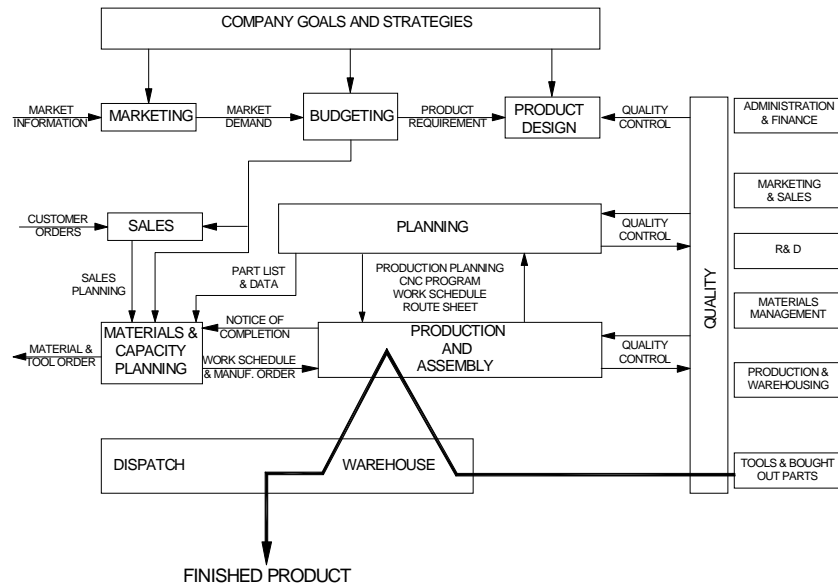 COMPANY GOALS AND STRATEGIES
MARKET
INFORMATION
MARKETING
MARKET
DEMAND
BUDGETING
PRODUCT
REQUIREMENT
PRODUCT
DESIGN
QUALITY
CONTROL
ADMINISTRATION
& FINANCE
CUSTOMER
ORDERS
SALES
PLANNING
QUALITY
CONTROL
MARKETING
& SALES
R& D
SALES
PLANNING
PART LIST
& DATA
PRODUCTION PLANNING
CNC PROGRAM
WORK SCHEDULE
ROUTE SHEET
QUALITY
MATERIALS
MANAGEMENT
MATERIAL &
TOOL ORDER
MATERIALS &
CAPACITY
PLANNING
NOTICE OF
COMPLETION
WORK SCHEDULE
& MANUF. ORDER
PRODUCTION
AND
ASSEMBLY
QUALITY
CONTROL
PRODUCTION &
WAREHOUSING
DISPATCH
WAREHOUSE
TOOLS & BOUGHT
OUT PARTS
FINISHED PRODUCT